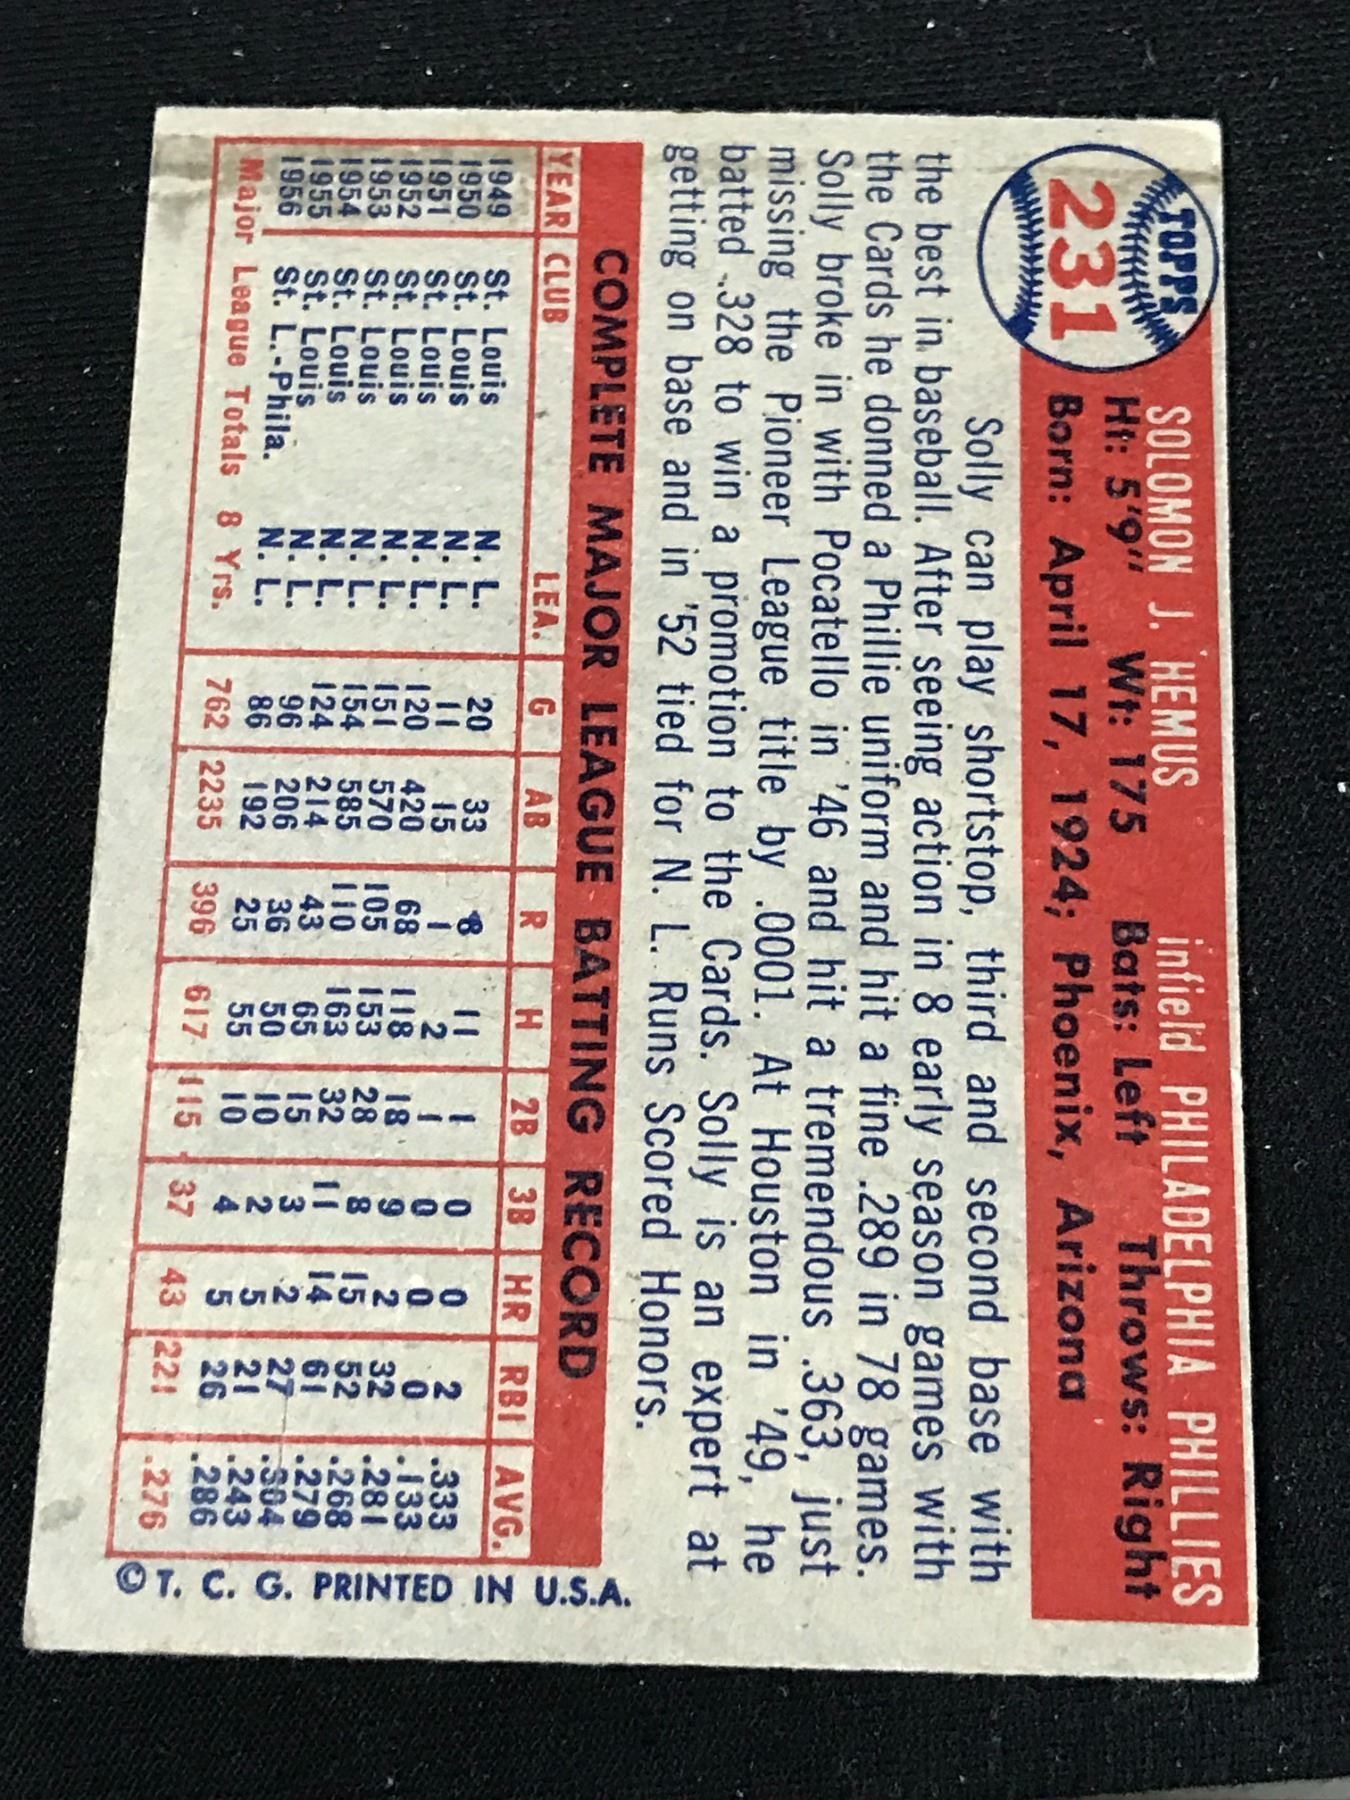 TOPPS
231
SOLOMON J. HEMUS infield PHILADELPHIA PHILLIES
Ht: 5'9" Wt: 175 Bats: Left Throws: Right
Born: April 17, 1924; Phoenix, Arizona
Solly can play shortstop, third and second base with
the best in baseball. After seeing action in 8 early season games with
the Cards he donned a Phillie uniform and hit a fine .289 in 78 games.
Solly broke in with Pocatello in '46 and hit a tremendous .363, just
missing the Pioneer League title by .0001. At Houston in '49, he
batted .328 to win a promotion to the Cards. Solly is an expert at
getting on base and in '52 tied for N. L. Runs Scored Honors.
COMPLETE MAJOR LEAGUE BATTING RECORD
YEAR CLUB LEA. G AB R H 2B 3B HR RBI AVG.
1949 St. Louis N. L. 20 33 8 11 1 0 0 2 .333
1950 St. Louis N. L. 11 15 1 2 1 0 0 0 .133
1951 St. Louis N. L. 120 420 68 118 18 9 2 32 .281
1952 St. Louis N. L. 151 570 105 153 28 8 15 52 .268
1953 St. Louis N. L. 154 585 110 163 32 11 14 61 .279
1954 St. Louis N. L. 124 214 43 65 15 3 2 27 .304
1955 St. Louis N. L. 96 206 36 50 10 2 5 21 .243
1956 St. L.-Phila. N. L. 86 192 25 55 10 4 5 26 .286
Major League Totals 8 Yrs. 762 2235 396 617 115 37 43 221 .276
© T. C. G. PRINTED IN U.S.A.